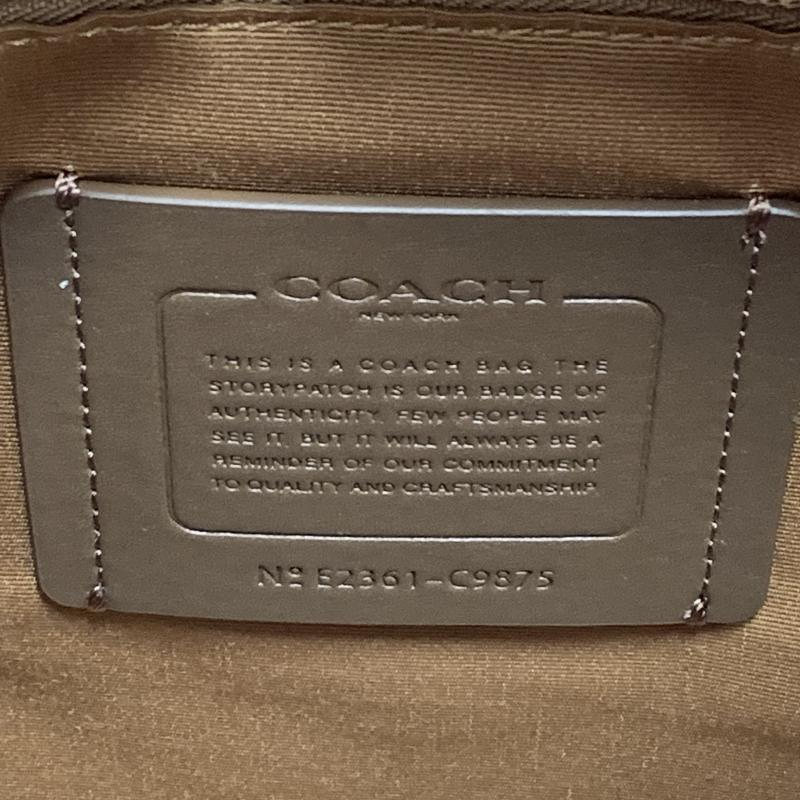 COACH
NEW YORK
THIS IS A COACH BAG. THE
STORYPATCH IS OUR BADGE OF
AUTHENTICITY. FEW PEOPLE MAY
SEE IT, BUT IT WILL ALWAYS BE A
REMINDER OF OUR COMMITMENT
TO QUALITY AND CRAFTSMANSHIP.
Nº E2361-C9875